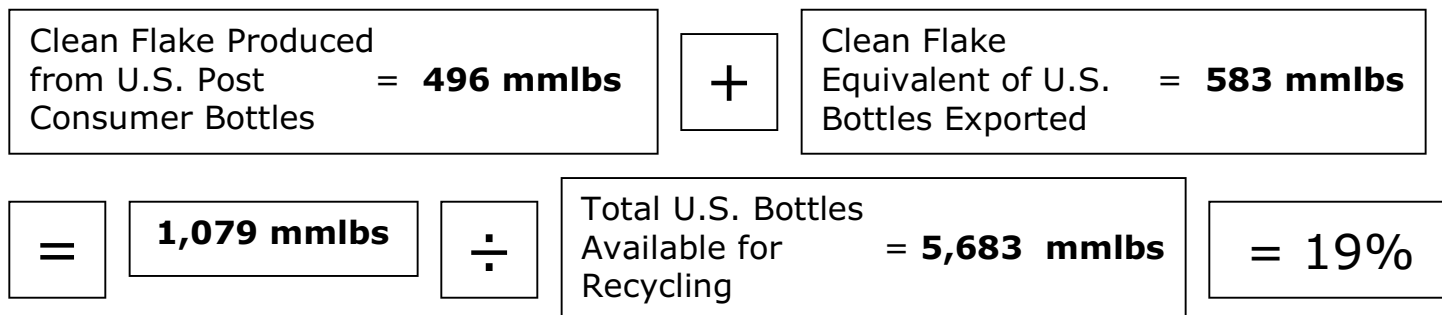 Clean Flake Produced
from U.S. Post = 496 mmlbs
Consumer Bottles
+
Clean Flake
Equivalent of U.S. = 583 mmlbs
Bottles Exported
=
1,079 mmlbs
÷
Total U.S. Bottles
Available for = 5,683 mmlbs
Recycling
= 19%